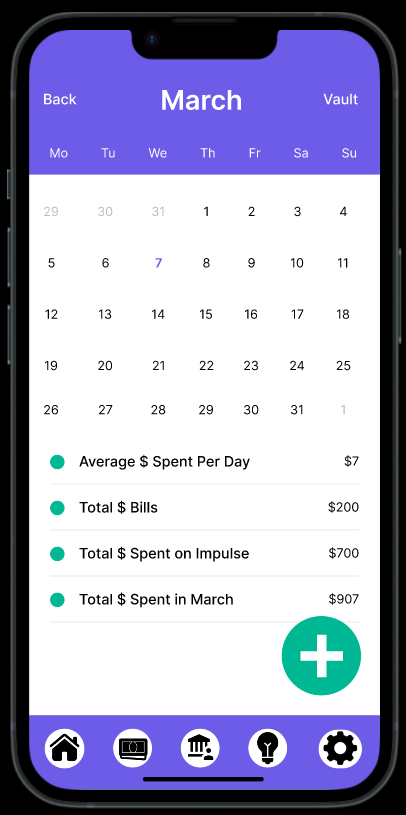 Back March Vault
Mo Tu We Th Fr Sa Su
29 30 31 1 2 3 4
5 6 7 8 9 10 11
12 13 14 15 16 17 18
19 20 21 22 23 24 25
26 27 28 29 30 31 1
Average $ Spent Per Day $7
Total $ Bills $200
Total $ Spent on Impulse $700
Total $ Spent in March $907